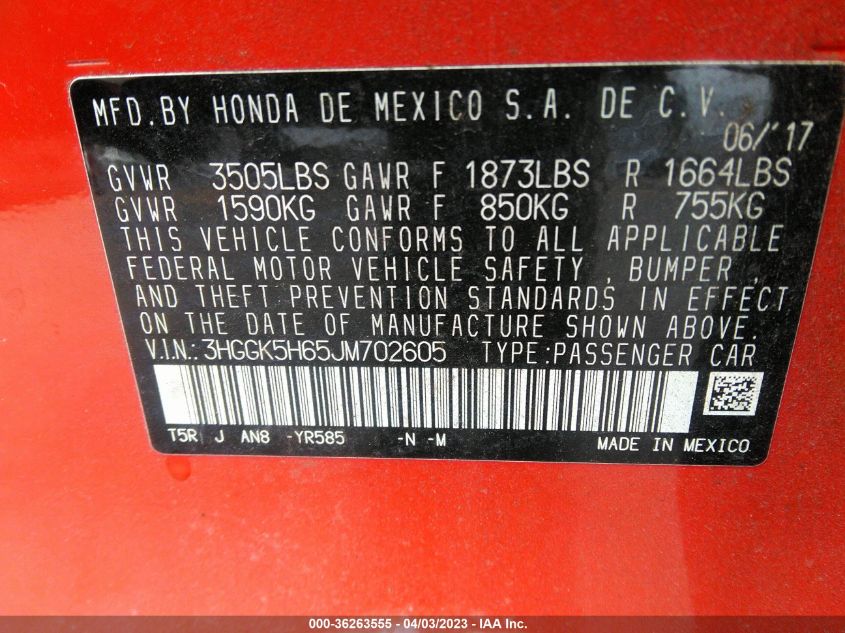 MFD. BY HONDA DE MEXICO S.A. DE C.V.
06/'17
GVWR 3505LBS GAWR F 1873LBS R 1664LBS
GVWR 1590KG GAWR F 850KG R 755KG
THIS VEHICLE CONFORMS TO ALL APPLICABLE
FEDERAL MOTOR VEHICLE SAFETY , BUMPER ,
AND THEFT PREVENTION STANDARDS IN EFFECT
ON THE DATE OF MANUFACTURE SHOWN ABOVE.
V.I.N.: 3HGGK5H65JM702605 TYPE:PASSENGER CAR
T5R J AN8 -YR585 -N -M MADE IN MEXICO
000-36263555 - 04/03/2023 - IAA Inc.